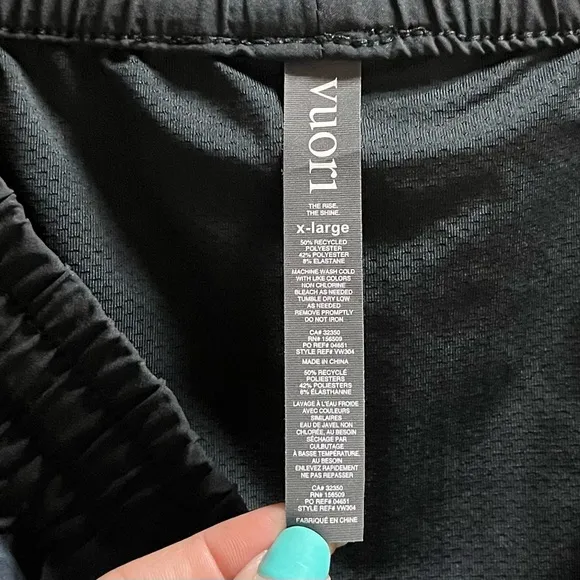 vuori
THE RISE.
THE SHINE.
x-large
50% RECYCLED
POLYESTER
42% POLYESTER
8% ELASTANE
MACHINE WASH COLD
WITH LIKE COLORS
NON CHLORINE
BLEACH AS NEEDED
TUMBLE DRY LOW
AS NEEDED
REMOVE PROMPTLY
DO NOT IRON
CA# 32350
RN# 156509
PO REF# 04651
STYLE REF# VW304
MADE IN CHINA
50% RECYCLÉ
POLIESTERS
42% POLIESTERS
8% ÉLASTHANNE
LAVAGE À L'EAU FROIDE
AVEC COULEURS
SIMILAIRES
EAU DE JAVEL NON
CHLORÉE, AU BESOIN
SÉCHAGE PAR
CULBUTAGE
À BASSE TEMPÉRATURE,
AU BESOIN
ENLEVEZ RAPIDEMENT
NE PAS REPASSER
CA# 32350
RN# 156509
PO REF# 04651
STYLE REF# VW304
FABRIQUÉ EN CHINE